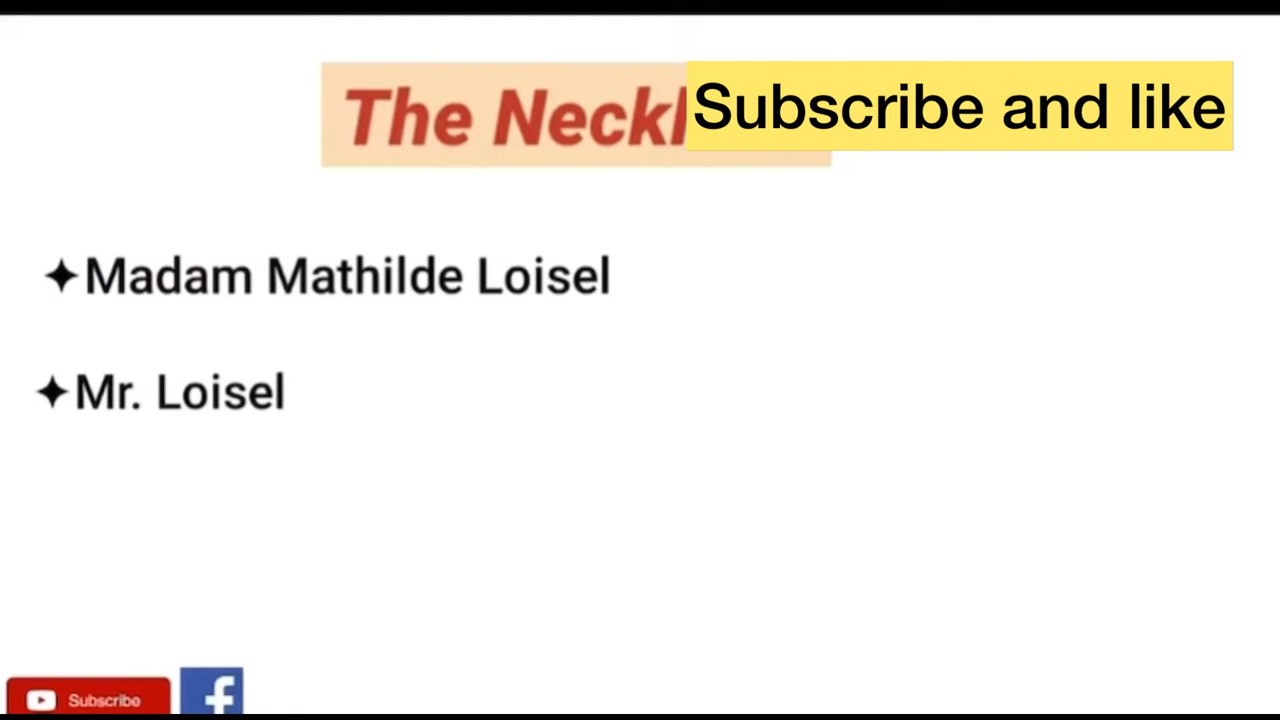 The Neckl
Subscribe and like
✦Madam Mathilde Loisel
✦Mr. Loisel
Subscribe
f